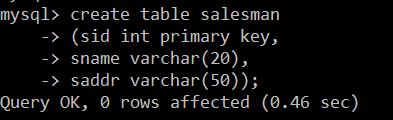 mysql> create table salesman
    -> (sid int primary key,
    -> sname varchar(20),
    -> saddr varchar(50));
Query OK, 0 rows affected (0.46 sec)